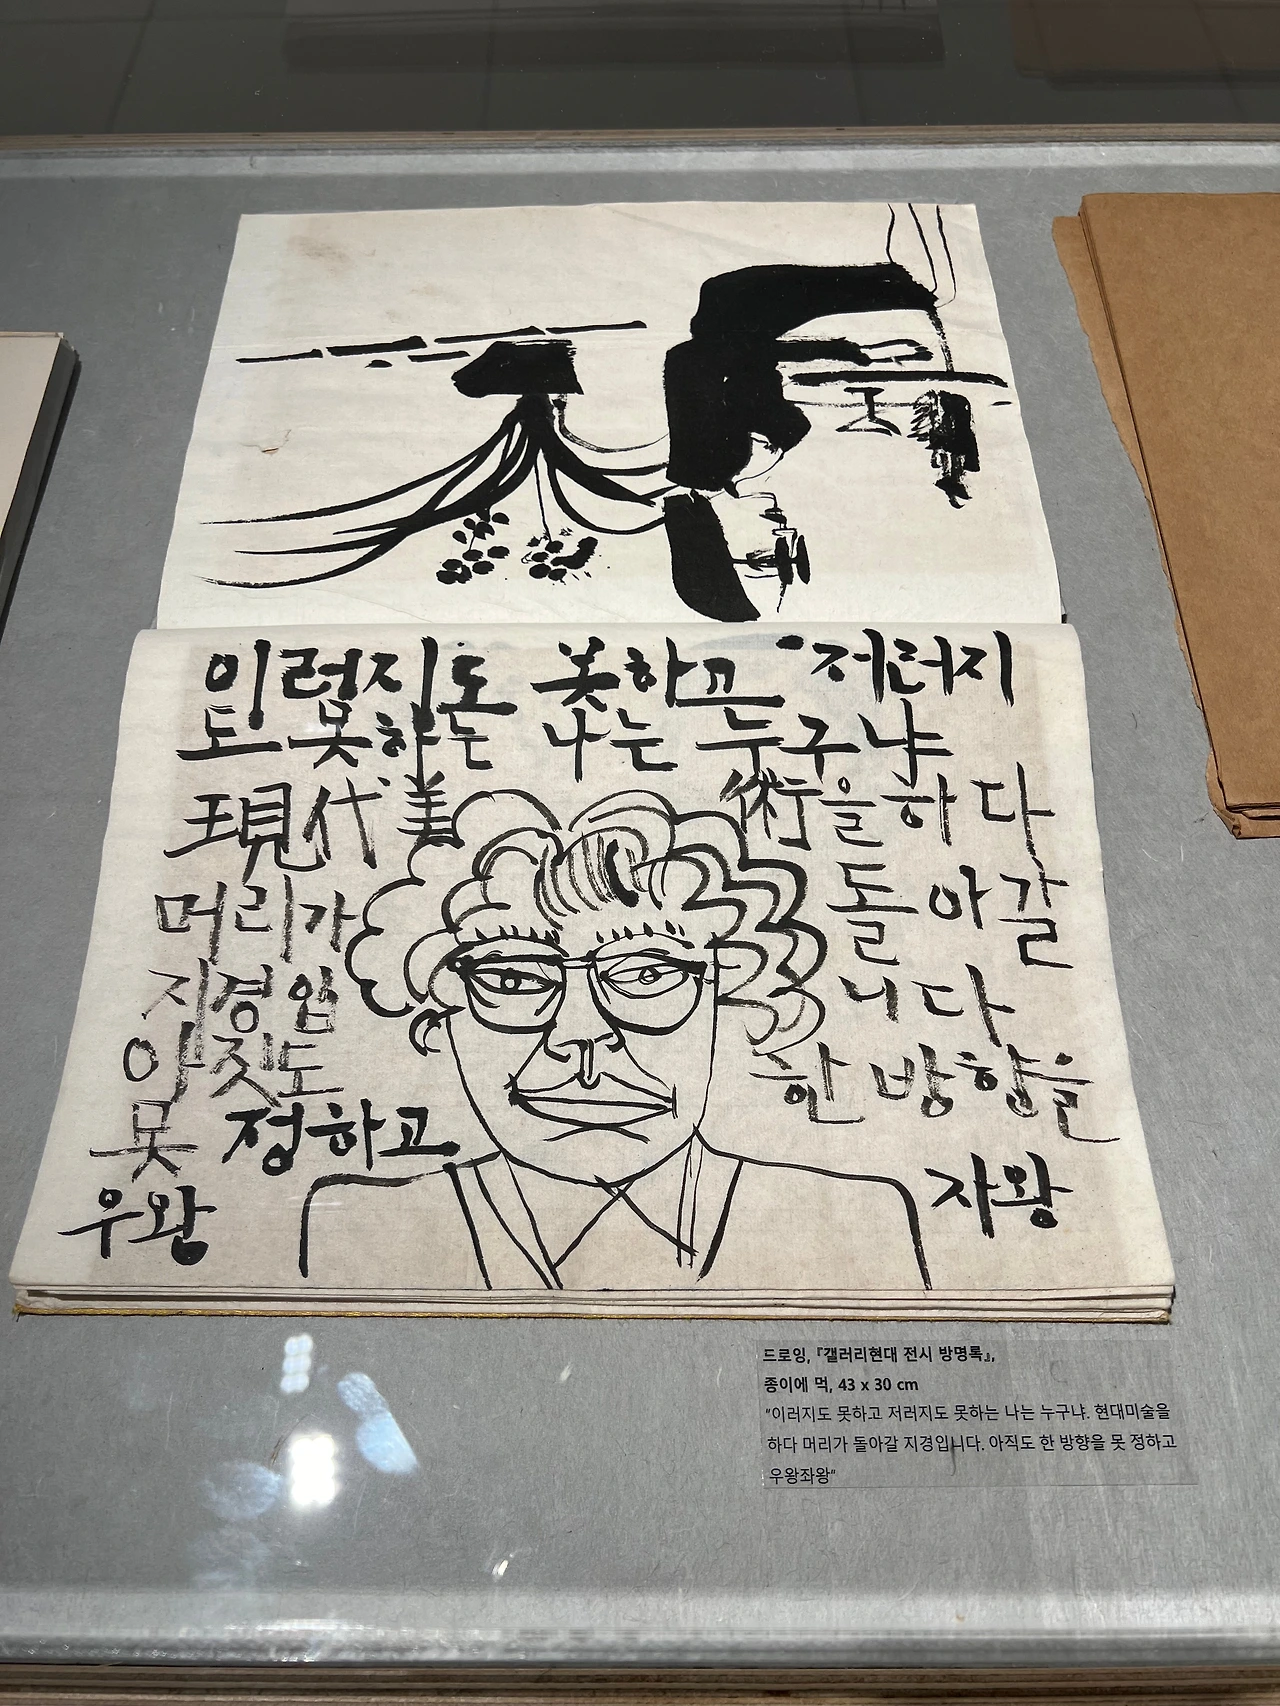 이럼지도 못하고 저러지
도 못하는 나는 누구냐
現代美術을하다
머리가 돌아갈
지경입니다
아직도 한방향을
못 정하고
우왕 자왕
드로잉, 『갤러리현대 전시 방명록』,
종이에 먹, 43 x 30 cm
"이러지도 못하고 저러지도 못하는 나는 누구냐. 현대미술을
하다 머리가 돌아갈 지경입니다. 아직도 한 방향을 못 정하고
우왕좌왕"